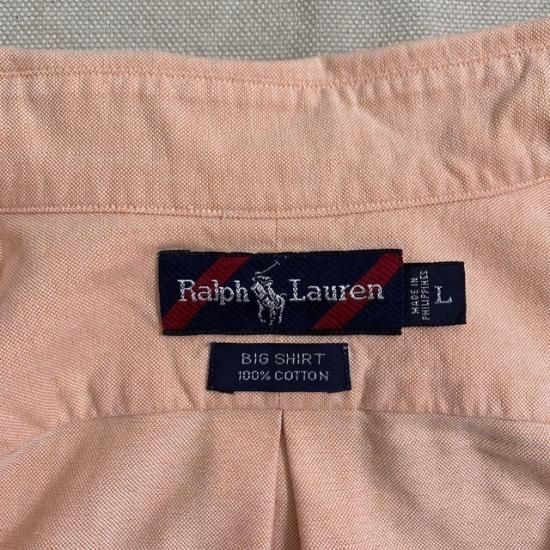 Ralph Lauren
MADE IN
PHILIPPINES
L
BIG SHIRT
100% COTTON